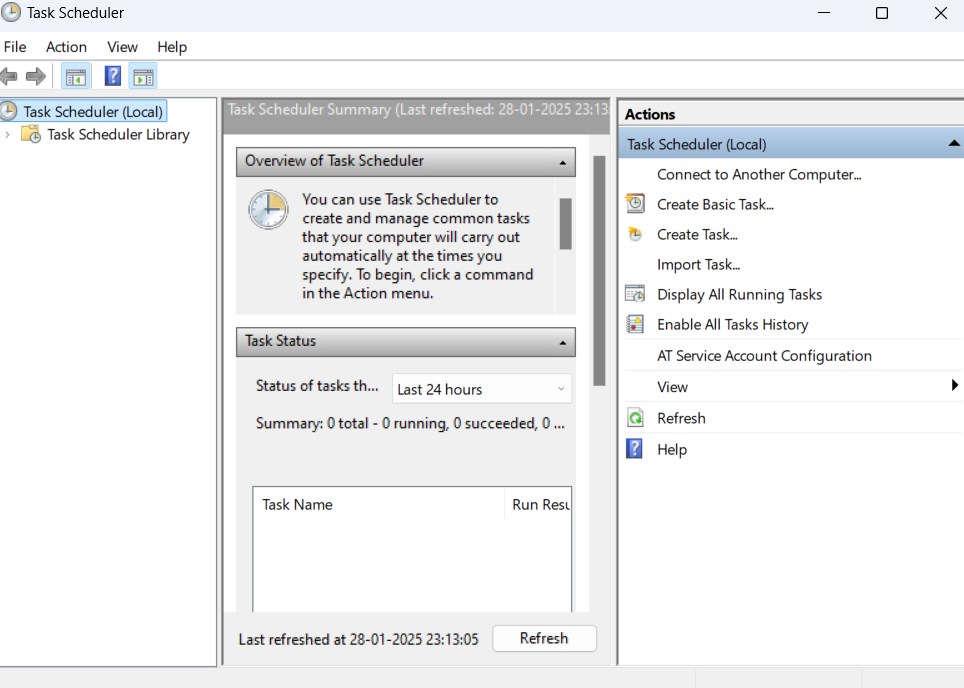 Task Scheduler
File Action View Help
Task Scheduler (Local)
Task Scheduler Library
Task Scheduler Summary (Last refreshed: 28-01-2025 23:13
Overview of Task Scheduler
You can use Task Scheduler to
create and manage common tasks
that your computer will carry out
automatically at the times you
specify. To begin, click a command
in the Action menu.
Task Status
Status of tasks th... Last 24 hours
Summary: 0 total - 0 running, 0 succeeded, 0 ...
Task Name Run Resu
Last refreshed at 28-01-2025 23:13:05 Refresh
Actions
Task Scheduler (Local)
Connect to Another Computer...
Create Basic Task...
Create Task...
Import Task...
Display All Running Tasks
Enable All Tasks History
AT Service Account Configuration
View
Refresh
Help